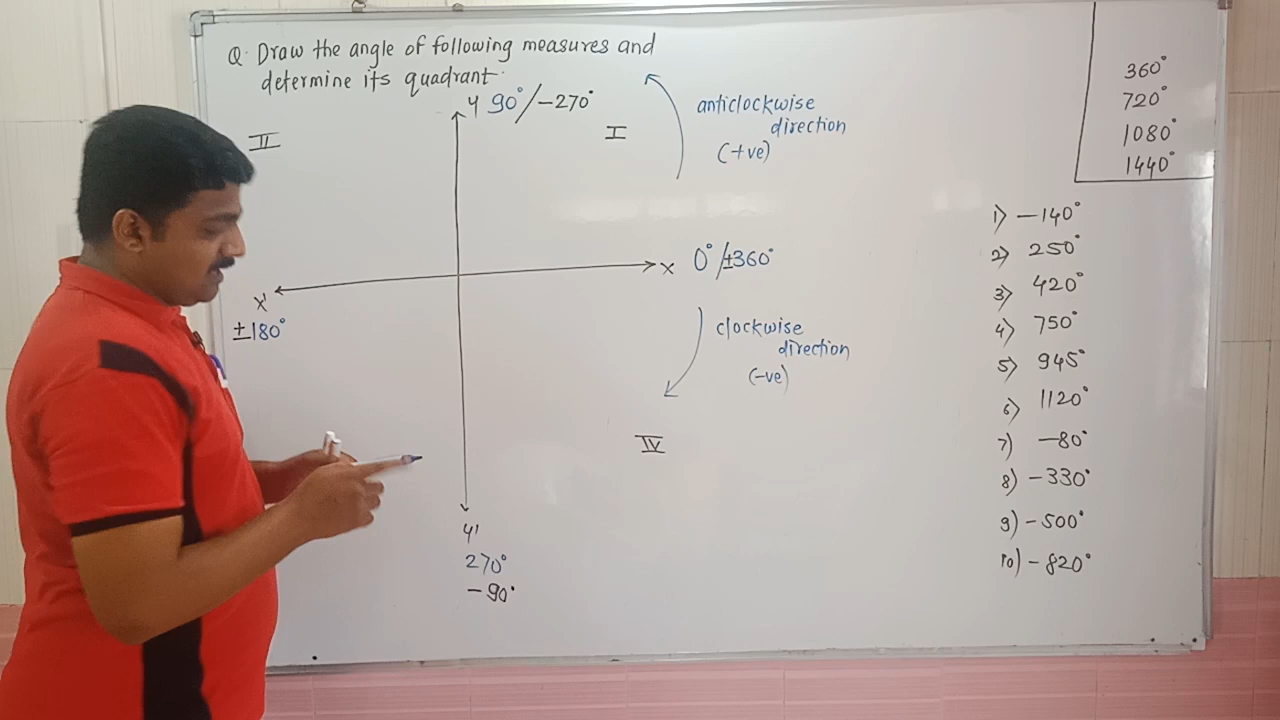 Q. Draw the angle of following measures and
determine its quadrant.
II
Y 90°/-270°
I
anticlockwise
direction
(+ve)
X 0°/±360°
X'
±180°
clockwise
direction
(-ve)
IV
Y'
270°
-90°
360°
720°
1080°
1440°
1) -140°
2) 250°
3) 420°
4) 750°
5) 945°
6) 1120°
7) -80°
8) -330°
9) -500°
10) -820°